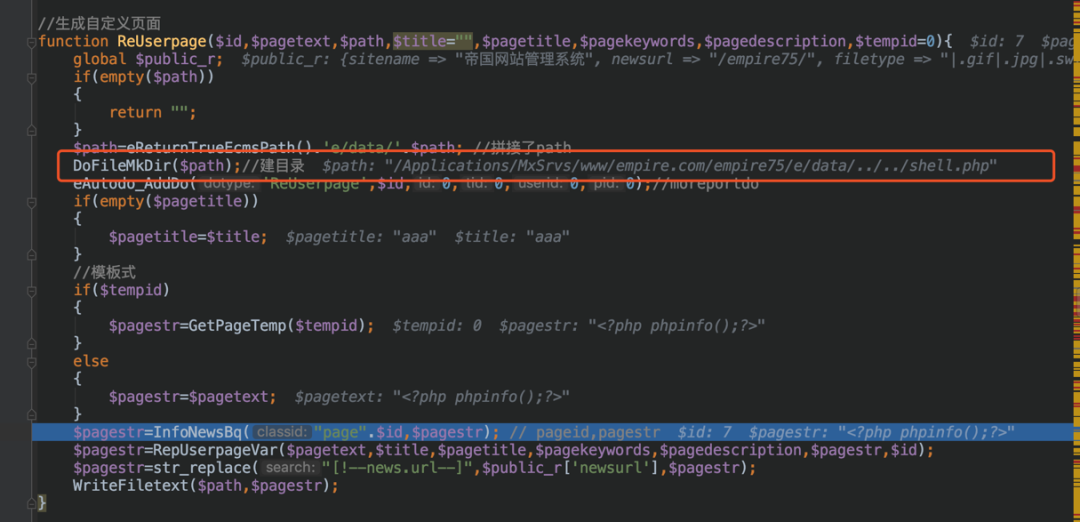 //生成自定义页面
function ReUserpage($id,$pagetext,$path,$title="",$pagetitle,$pagekeywords,$pagedescription,$tempid=0){ $id: 7 $pag
global $public_r; $public_r: {sitename => "帝国网站管理系统", newsurl => "/empire75/", filetype => "|.gif|.jpg|.sw
if(empty($path))
{
return "";
}
$path=eReturnTrueEcmsPath().'e/data/'.$path; //拼接了path
DoFileMkDir($path);//建目录 $path: "/Applications/MxSrvs/www/empire.com/empire75/e/data/../../shell.php"
eAutodo_AddDo( dotype: 'ReUserpage',$id, id: 0, tid: 0, userid: 0, pid: 0);//moreportdo
if(empty($pagetitle))
{
$pagetitle=$title; $pagetitle: "aaa" $title: "aaa"
}
//模板式
if($tempid)
{
$pagestr=GetPageTemp($tempid); $tempid: 0 $pagestr: "<?php phpinfo();?>"
}
else
{
$pagestr=$pagetext; $pagetext: "<?php phpinfo();?>"
}
$pagestr=InfoNewsBq( classid: "page".$id,$pagestr); // pageid,pagestr $id: 7 $pagestr: "<?php phpinfo();?>"
$pagestr=RepUserpageVar($pagetext,$title,$pagetitle,$pagekeywords,$pagedescription,$pagestr,$id);
$pagestr=str_replace( search: "[!--news.url--]",$public_r['newsurl'],$pagestr);
WriteFiletext($path,$pagestr);
}